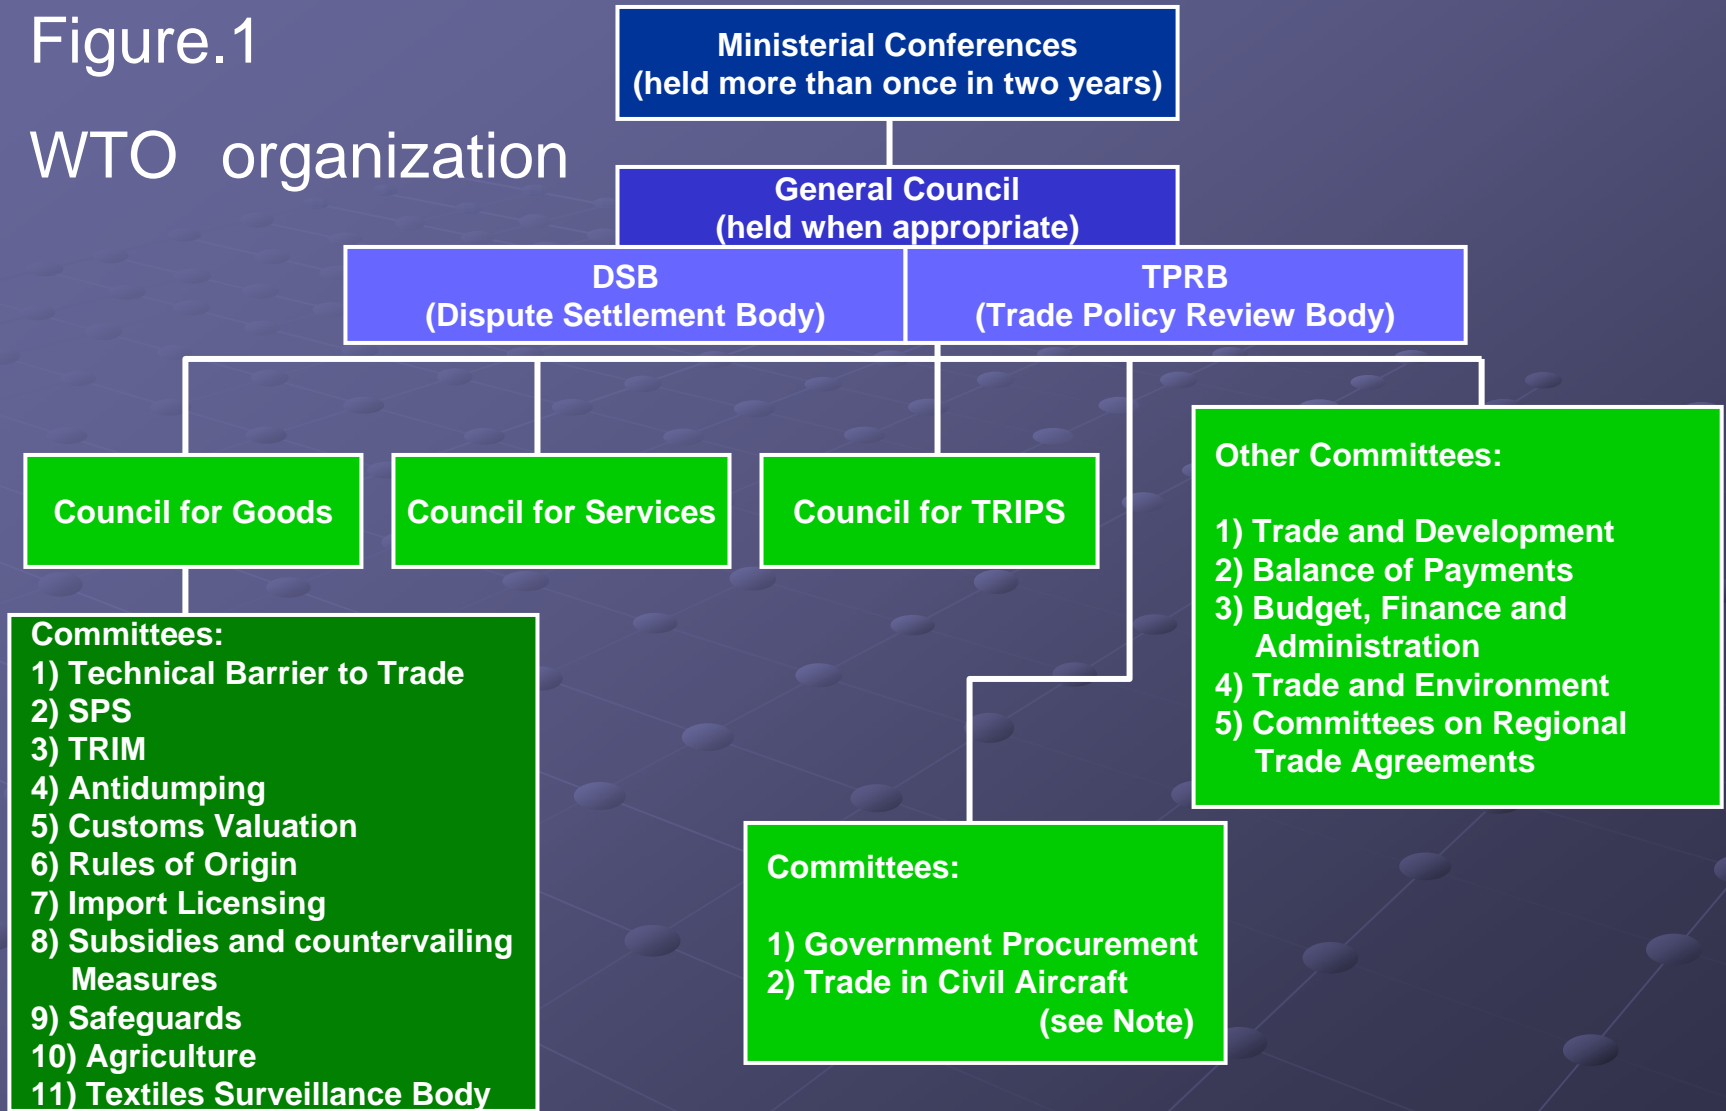 Figure.1
WTO organization
Ministerial Conferences
(held more than once in two years)
General Council
(held when appropriate)
DSB
(Dispute Settlement Body)
TPRB
(Trade Policy Review Body)
Council for Goods
Council for Services
Council for TRIPS
Other Committees:
1) Trade and Development
2) Balance of Payments
3) Budget, Finance and
Administration
4) Trade and Environment
5) Committees on Regional
Trade Agreements
Committees:
1) Technical Barrier to Trade
2) SPS
3) TRIM
4) Antidumping
5) Customs Valuation
6) Rules of Origin
7) Import Licensing
8) Subsidies and countervailing
Measures
9) Safeguards
10) Agriculture
11) Textiles Surveillance Body
Committees:
1) Government Procurement
2) Trade in Civil Aircraft
(see Note)